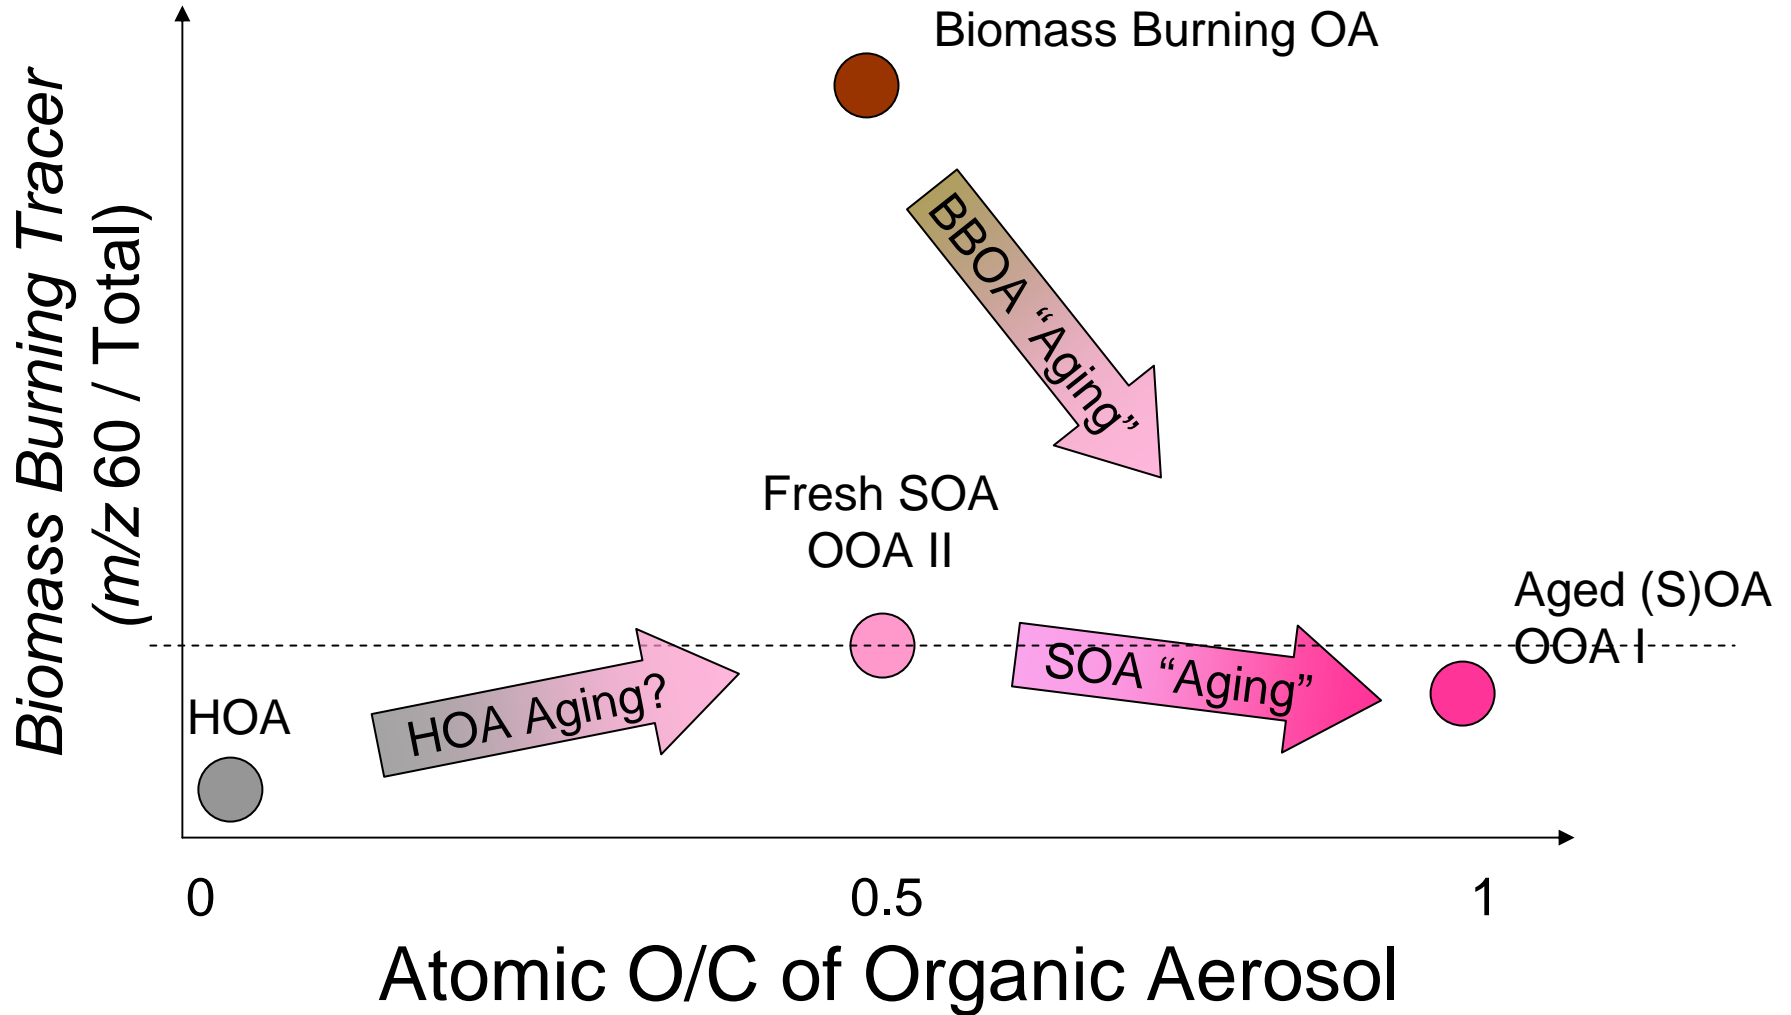 Biomass Burning Tracer
(m/z 60 / Total)
Biomass Burning OA
BBOA “Aging”
Fresh SOA
OOA II
Aged (S)OA
OOA I
SOA “Aging”
HOA
HOA Aging?
0
0.5
1
Atomic O/C of Organic Aerosol